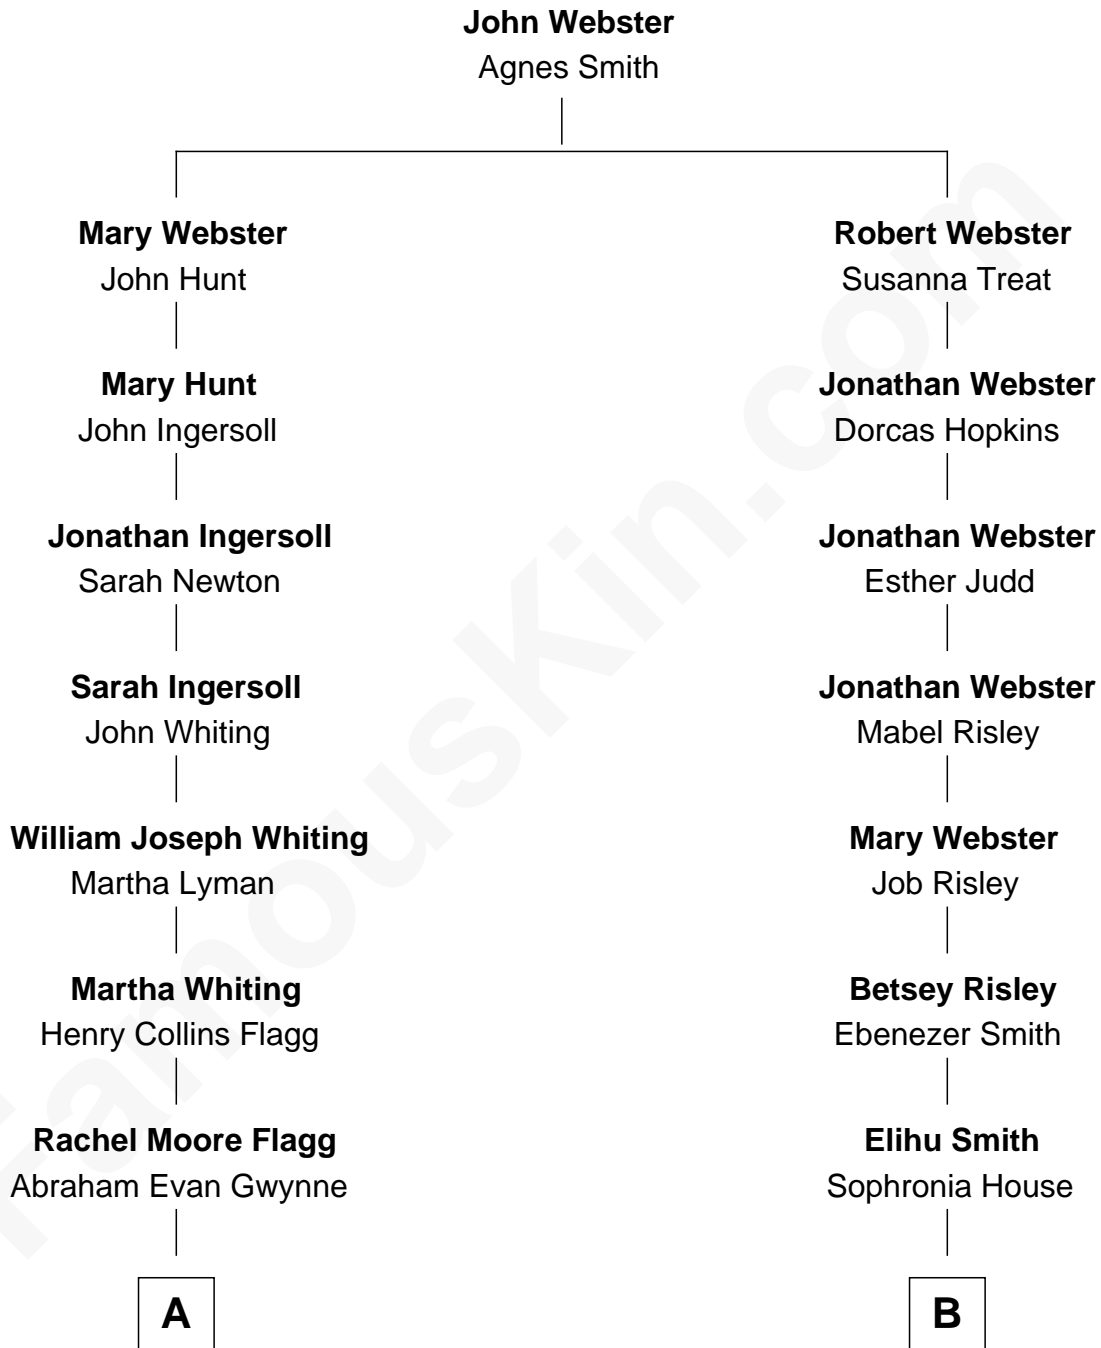 John Webster
Agnes Smith
Mary Webster
John Hunt
Robert Webster
Susanna Treat
Mary Hunt
John Ingersoll
Jonathan Webster
Dorcas Hopkins
Jonathan Ingersoll
Sarah Newton
Jonathan Webster
Esther Judd
Sarah Ingersoll
John Whiting
Jonathan Webster
Mabel Risley
William Joseph Whiting
Martha Lyman
Mary Webster
Job Risley
Martha Whiting
Henry Collins Flagg
Betsey Risley
Ebenezer Smith
Rachel Moore Flagg
Abraham Evan Gwynne
Elihu Smith
Sophronia House
A
B
FamousKin.com